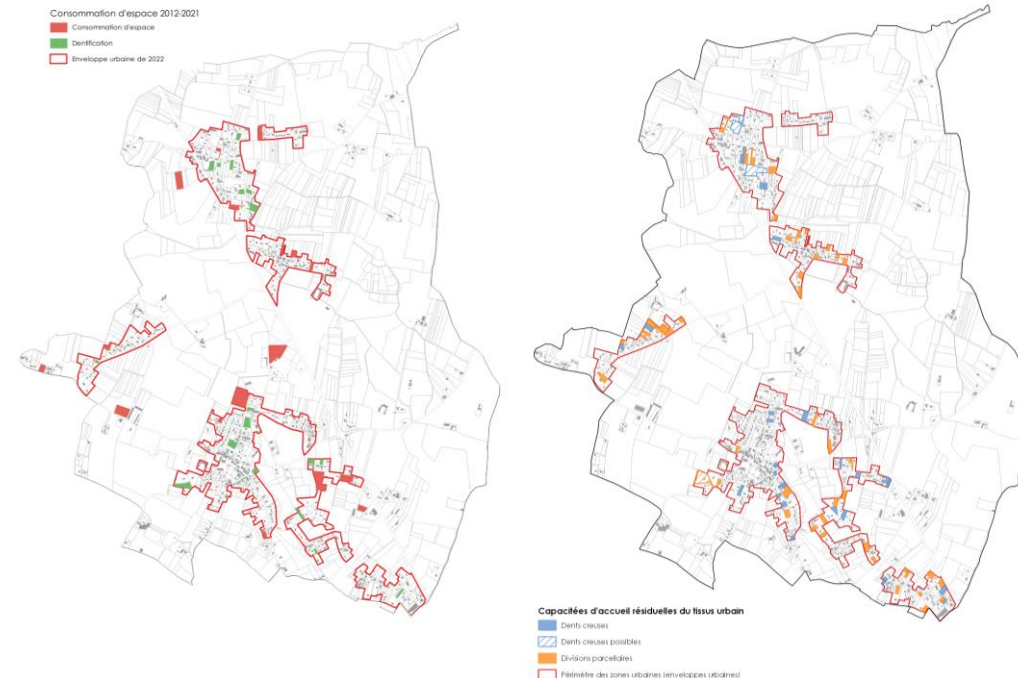 Consommation d'espace 2012-2021
Consommation d'espace
Dentification
Enveloppe urbaine de 2022
Capacitées d'accueil résiduelles du tissus urbain
Dents creuses
Dents creuses possibles
Divisions parcellaires
Périmètre des zones urbaines (enveloppes urbaines)